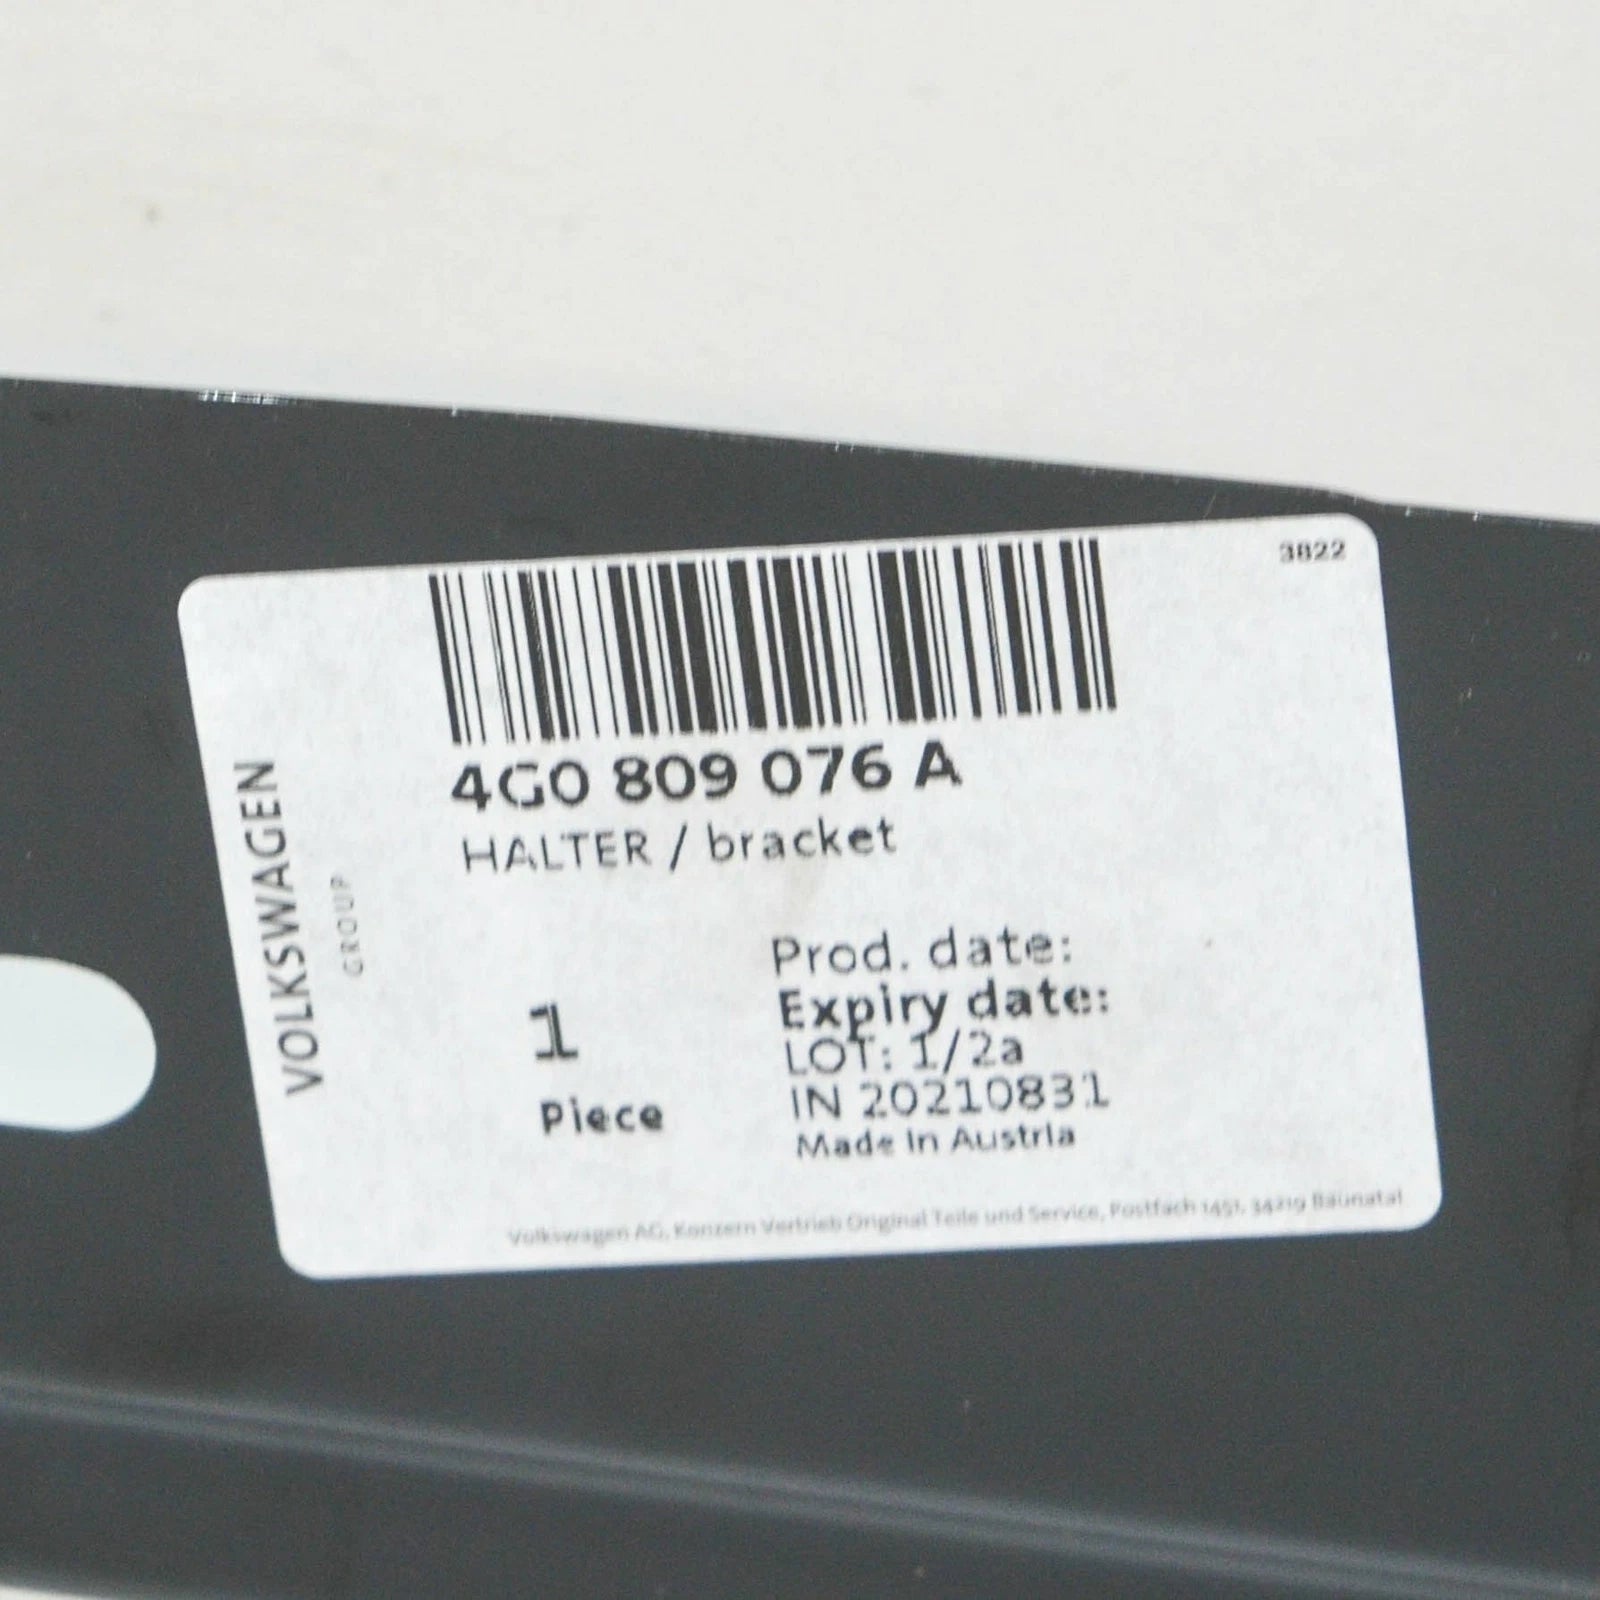 3822
4G0 809 076 A
HALTER / bracket
VOLKSWAGEN
GROUP
Prod. date:
Expiry date:
LOT: 1/2a
IN 20210831
Made in Austria
1
Piece
Volkswagen AG, Konzern Vertrieb Original Teile und Service, Postfach 1451, 34219 Baunatal